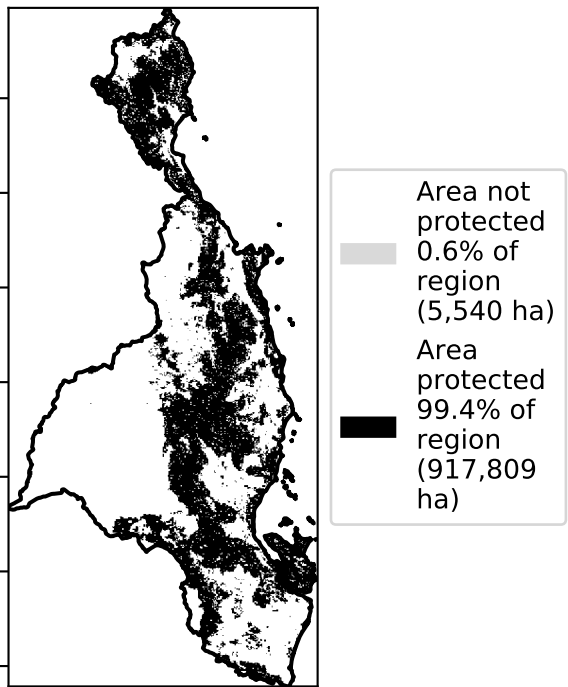 Area not
protected
0.6% of
region
(5,540 ha)
Area
protected
99.4% of
region
(917,809
ha)